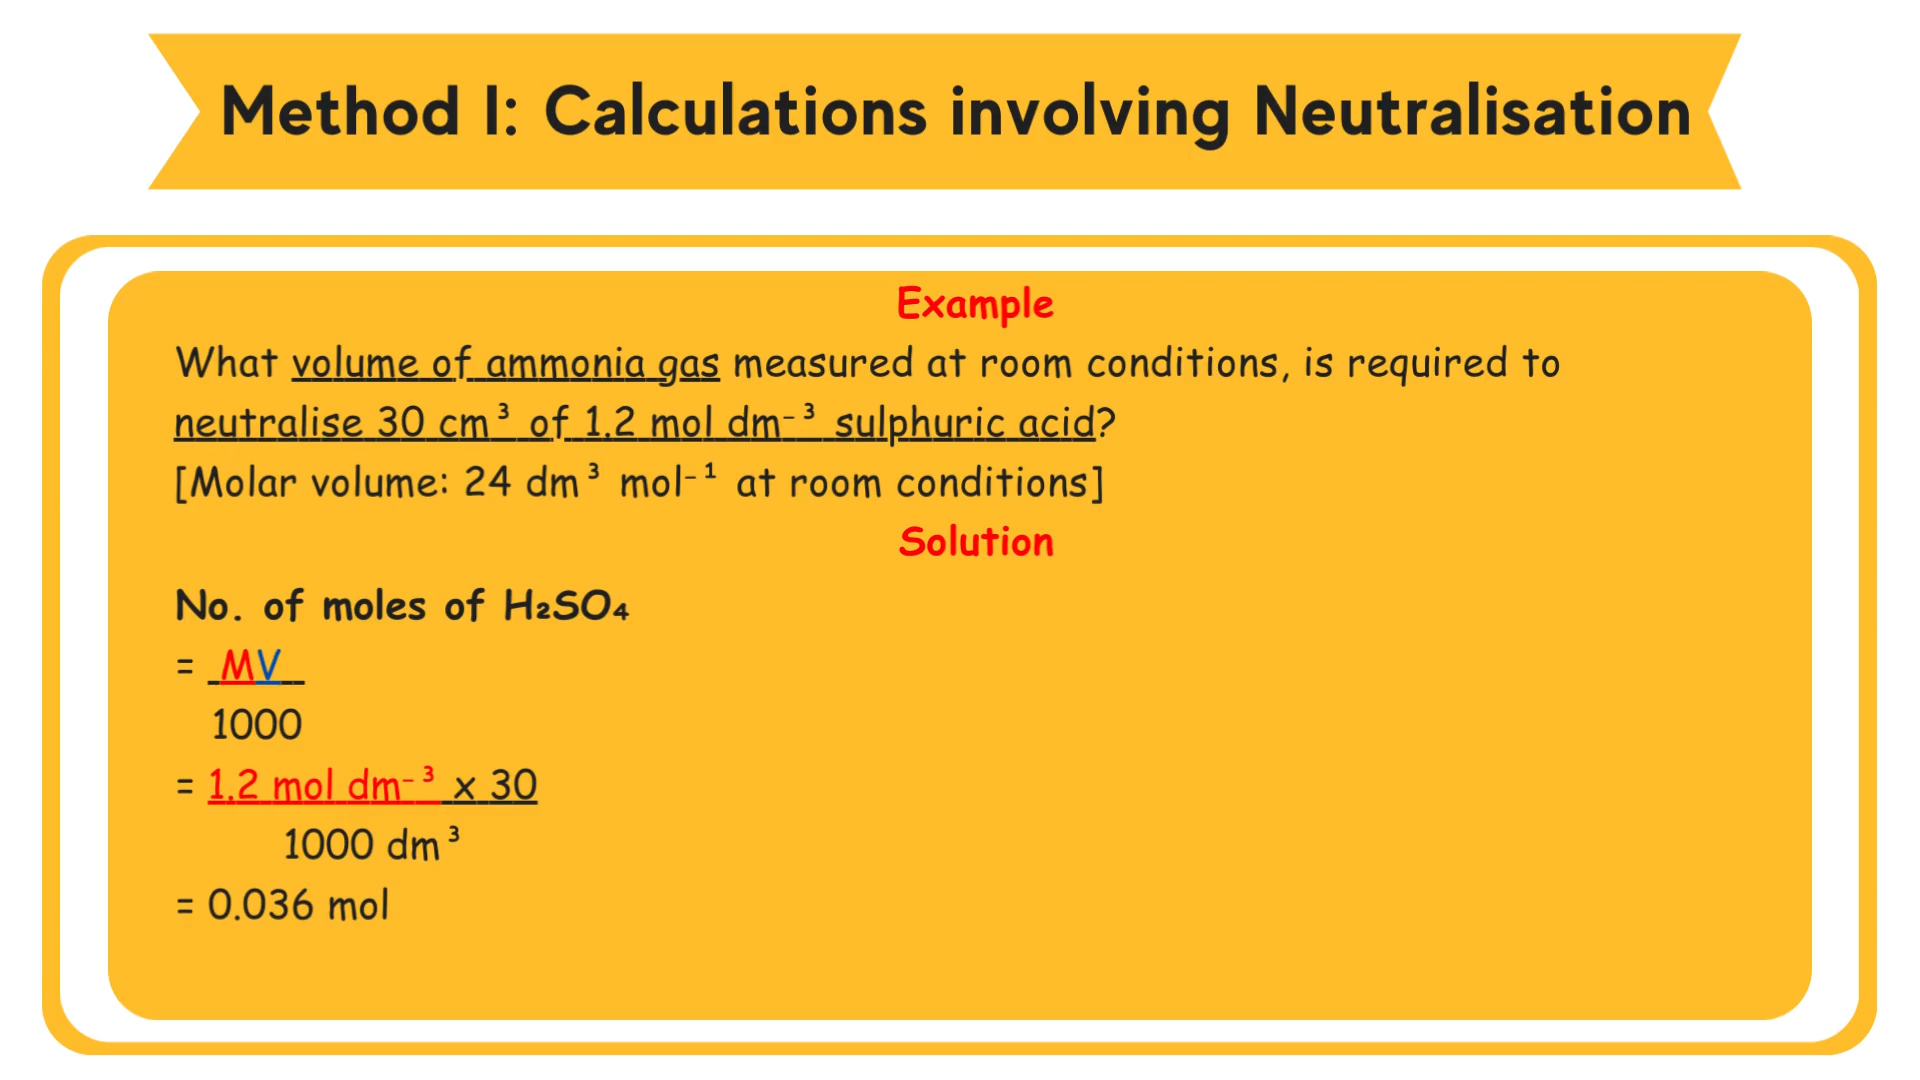 Method I: Calculations involving Neutralisation
Example
What volume of ammonia gas measured at room conditions, is required to
neutralise 30 cm³ of 1.2 mol dm⁻³ sulphuric acid?
[Molar volume: 24 dm³ mol⁻¹ at room conditions]
Solution
No. of moles of H₂SO₄
= MV
1000
= 1.2 mol dm⁻³ x 30
1000 dm³
= 0.036 mol